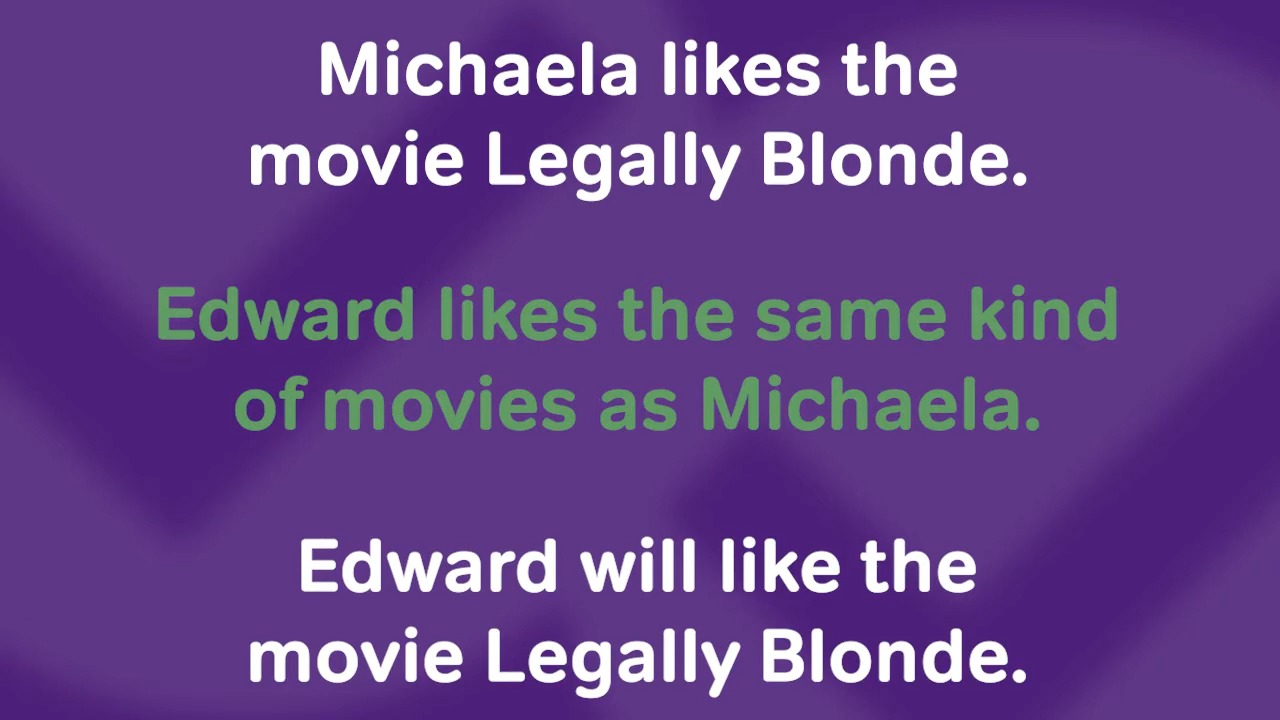 Michaela likes the
movie Legally Blonde.
Edward likes the same kind
of movies as Michaela.
Edward will like the
movie Legally Blonde.